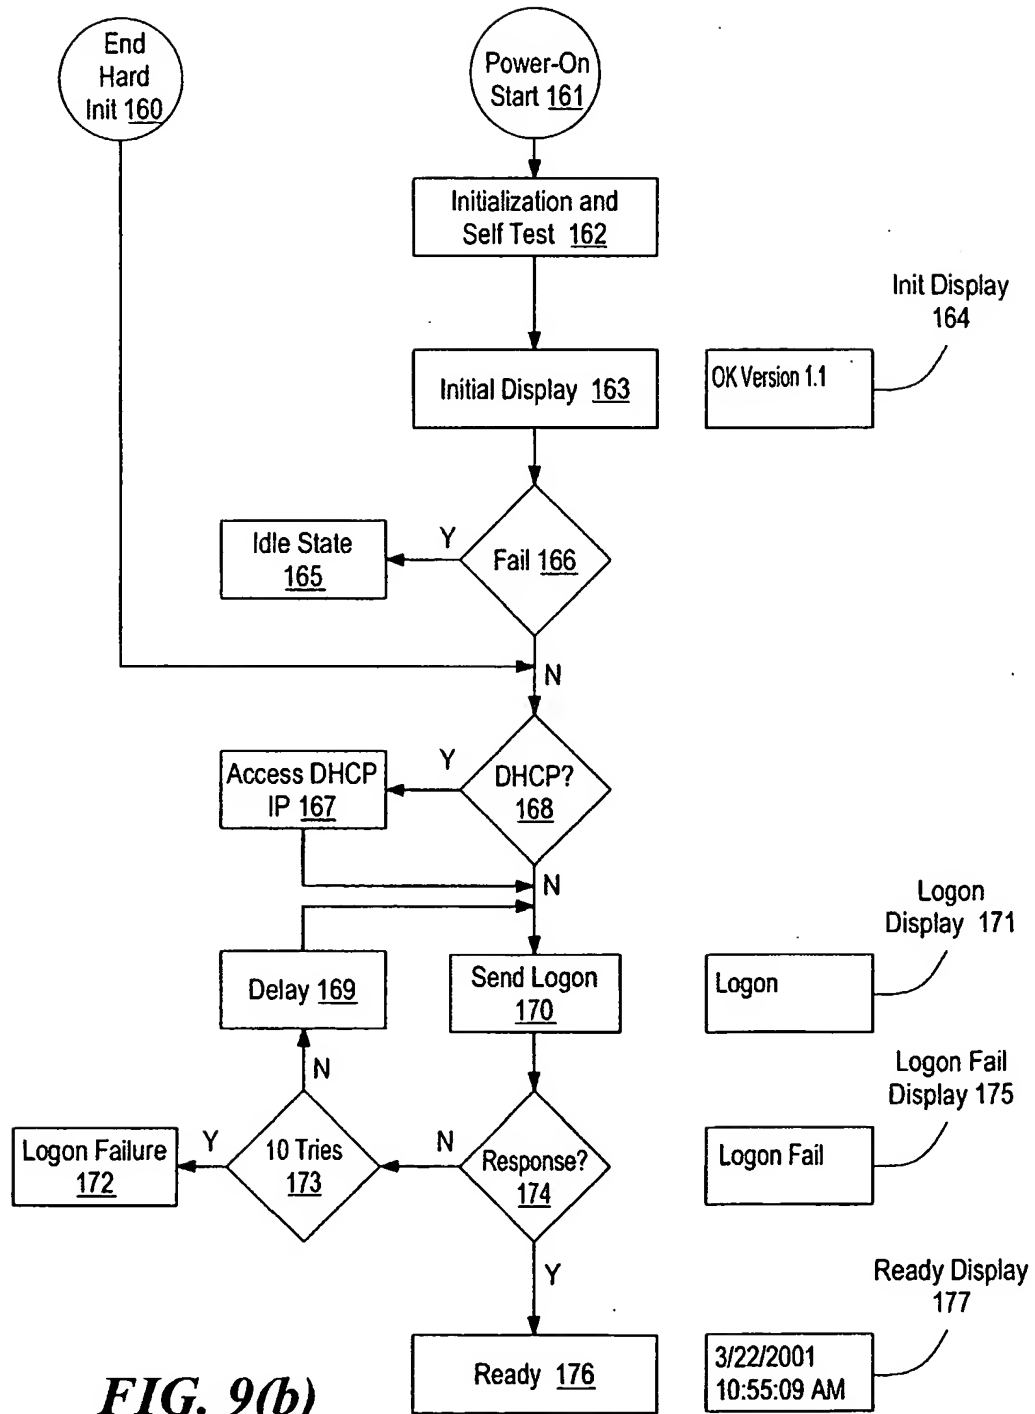 End
Hard
Init 160
Power-On
Start 161
Initialization and
Self Test 162
Init Display
164
Initial Display 163
OK Version 1.1
Idle State
165
Y
Fail 166
N
Access DHCP
IP 167
Y
DHCP?
168
N
Logon
Display 171
Delay 169
Send Logon
170
Logon
N
Logon Fail
Display 175
Logon Failure
172
Y
10 Tries
173
N
Response?
174
Logon Fail
Y
Ready Display
177
Ready 176
3/22/2001
10:55:09 AM
FIG. 9(b)